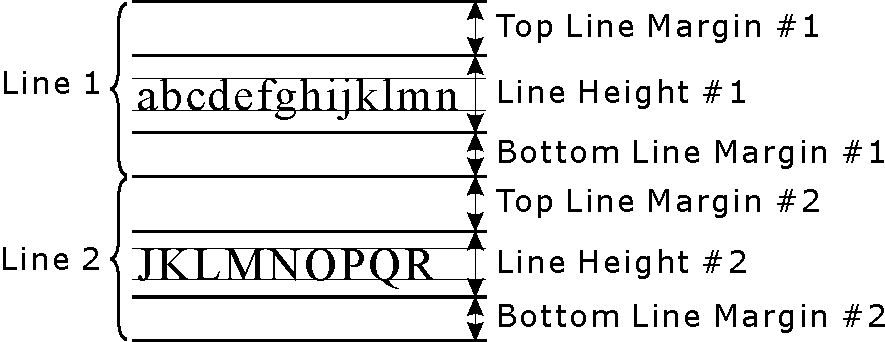 Top Line Margin #1
Line 1
abcdefghijklmn
Line Height #1
Bottom Line Margin #1
Top Line Margin #2
Line 2
JKLMNOPQR
Line Height #2
Bottom Line Margin #2